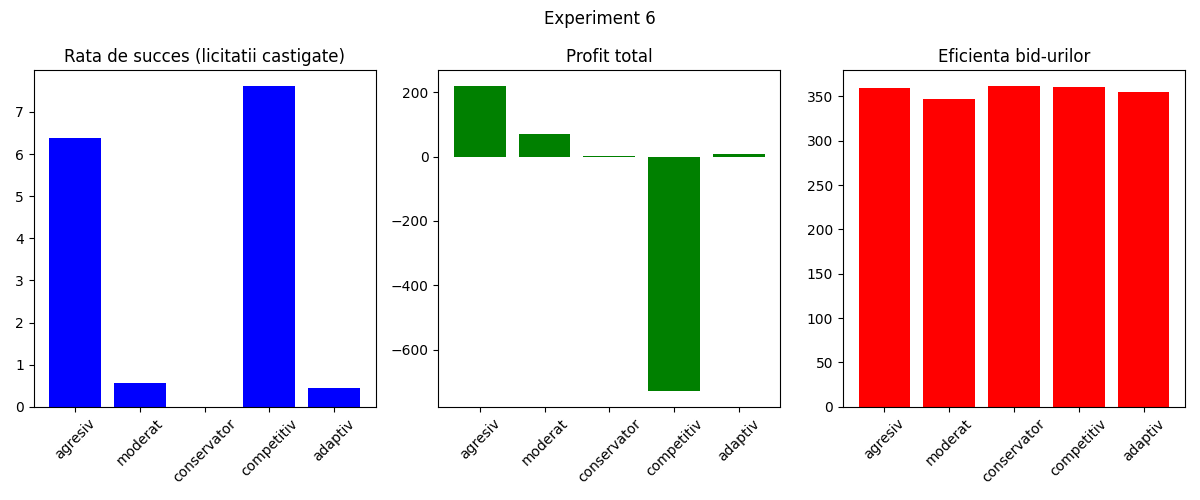 Experiment 6
Rata de succes (licitatii castigate)
7
6
5
4
3
2
1
0
agresiv
moderat
conservator
competitiv
adaptiv
Profit total
200
0
−200
−400
−600
agresiv
moderat
conservator
competitiv
adaptiv
Eficienta bid-urilor
350
300
250
200
150
100
50
0
agresiv
moderat
conservator
competitiv
adaptiv